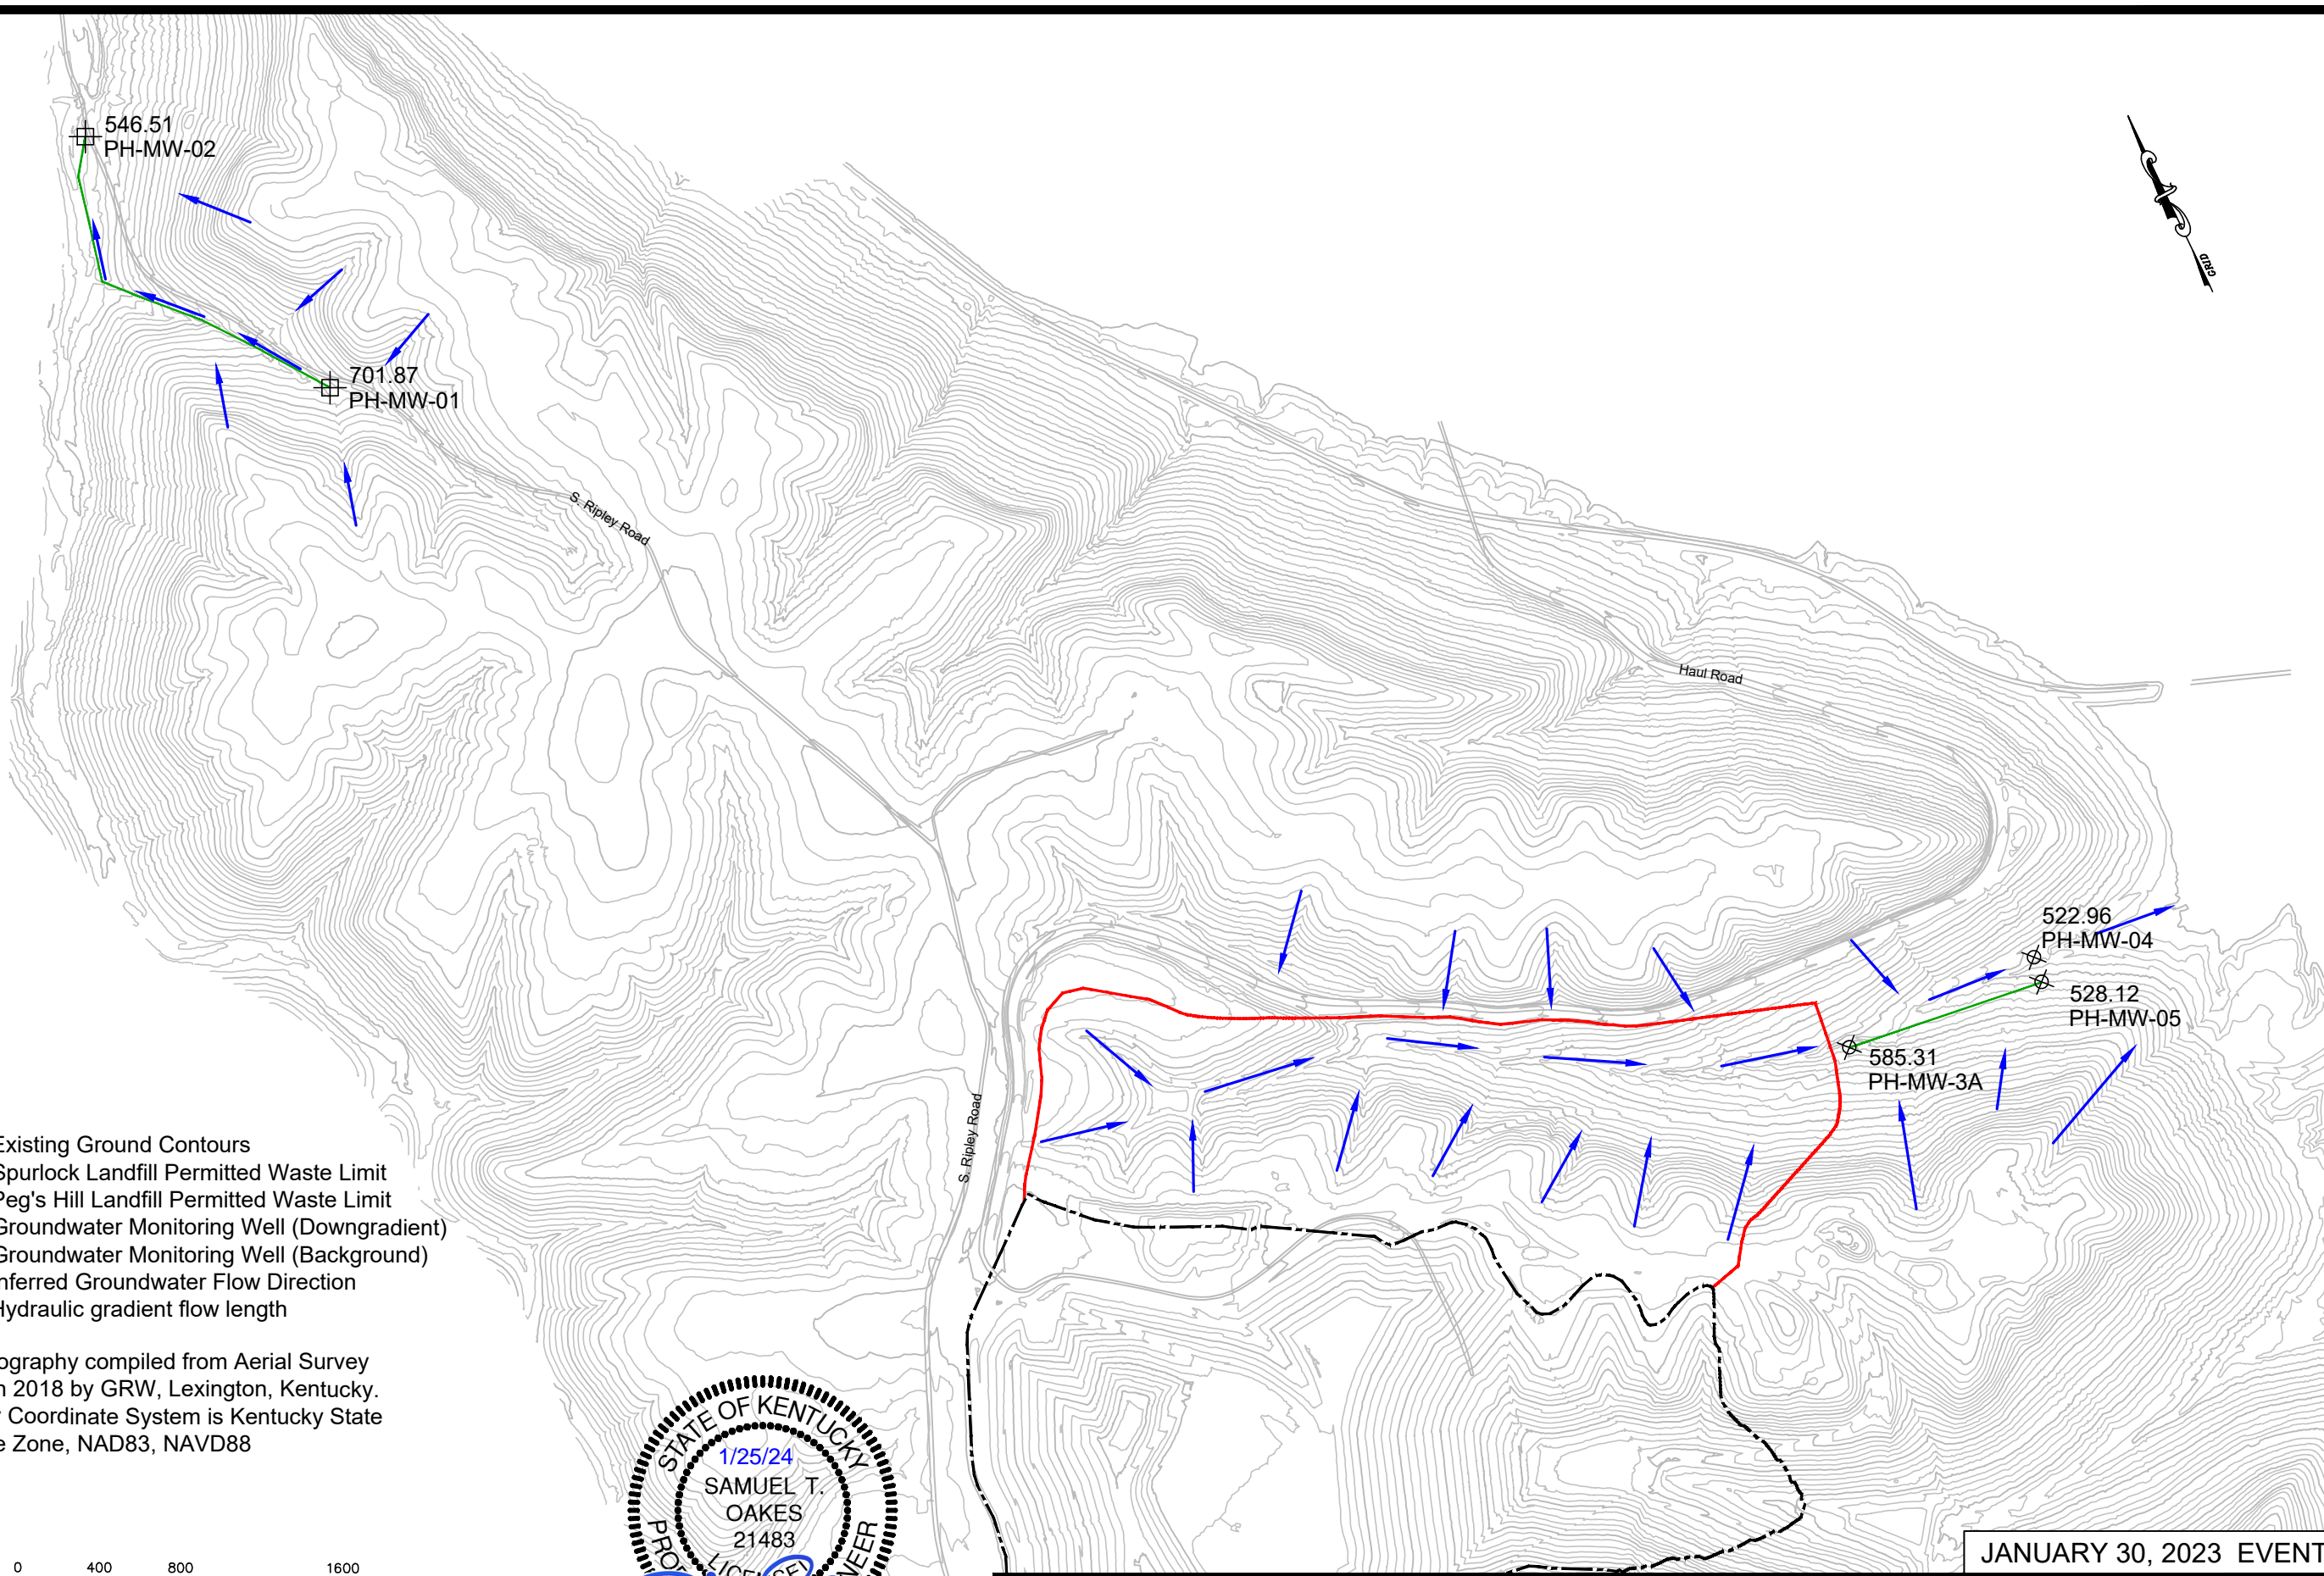 546.51
PH-MW-02
GRID
701.87
PH-MW-01
S. Ripley Road
Haul Road
522.96
PH-MW-04
528.12
PH-MW-05
585.31
PH-MW-3A
S. Ripley Road
Existing Ground Contours
Spurlock Landfill Permitted Waste Limit
Peg's Hill Landfill Permitted Waste Limit
Groundwater Monitoring Well (Downgradient)
Groundwater Monitoring Well (Background)
nferred Groundwater Flow Direction
Hydraulic gradient flow length
ography compiled from Aerial Survey
n 2018 by GRW, Lexington, Kentucky.
Coordinate System is Kentucky State
e Zone, NAD83, NAVD88
STATE OF KENTUCKY
1/25/24
SAMUEL T.
OAKES
21483
0 400 800 1600
JANUARY 30, 2023 EVENT